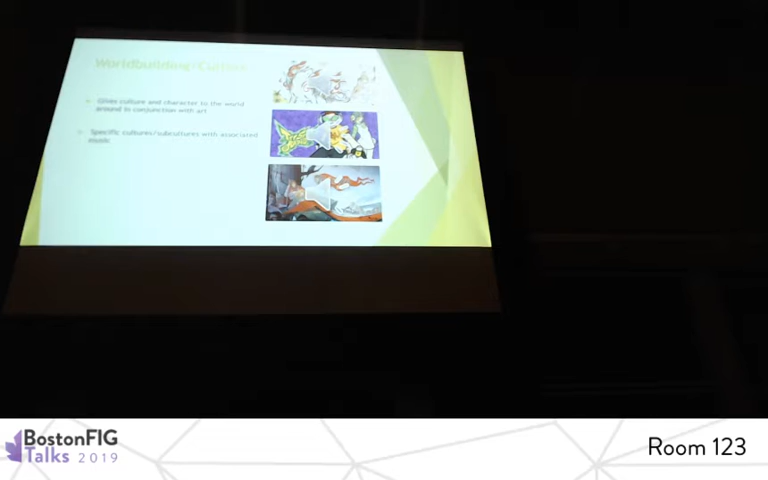 Worldbuilding: Culture
Gives culture and character to the world
around in conjunction with art
Specific cultures/subcultures with associated
music
BostonFIG
Talks 2019
Room 123